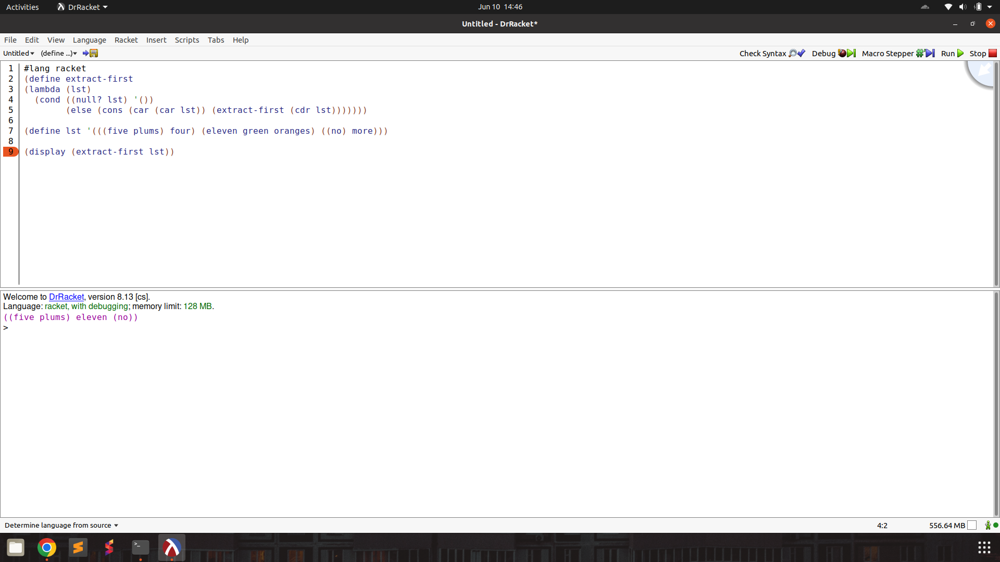 Activities DrRacket Jun 10 14:46
Untitled - DrRacket*
File Edit View Language Racket Insert Scripts Tabs Help
Untitled (define ...) Check Syntax Debug Macro Stepper Run Stop
1 #lang racket
2 (define extract-first
3 (lambda (lst)
4 (cond ((null? lst) '())
5 (else (cons (car (car lst)) (extract-first (cdr lst)))))))
6
7 (define lst '(((five plums) four) (eleven green oranges) ((no) more)))
8
9 (display (extract-first lst))
Welcome to DrRacket, version 8.13 [cs].
Language: racket, with debugging; memory limit: 128 MB.
((five plums) eleven (no))
>
Determine language from source 4:2 556.64 MB